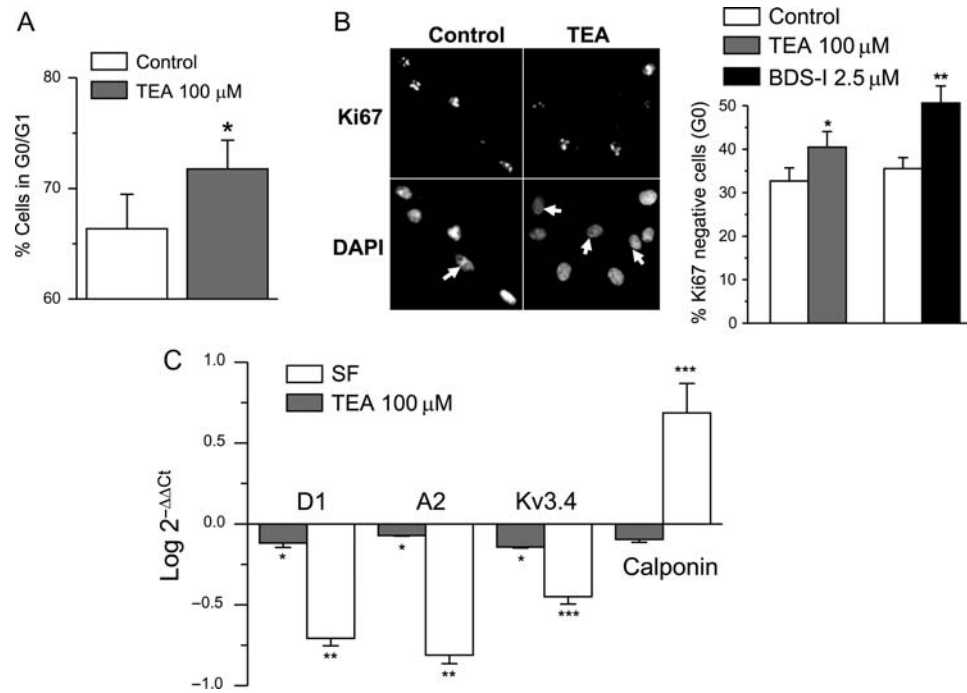 A
Control
TEA 100 μM
80
70
60
% Cells in G0/G1
*
B
Control TEA
Ki67
DAPI
Control
TEA 100 μM
BDS-I 2.5 μM
% Ki67 negative cells (G0)
50
40
30
20
10
0
*
**
C
SF
TEA 100 μM
Log 2−ΔΔCt
1.0
0.5
0.0
−0.5
−1.0
D1 A2 Kv3.4
Calponin
***
* * *
** ** ***